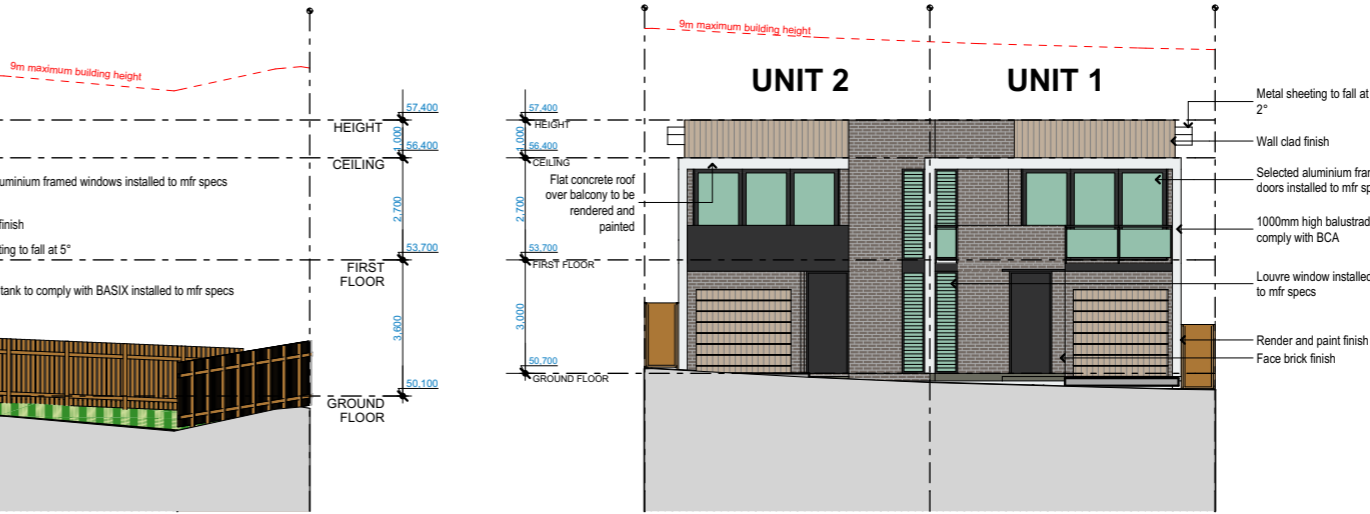 9m maximum building height
57,400
HEIGHT
1,000
56,400
CEILING
uminium framed windows installed to mfr specs
2,700
finish
ting to fall at 5°
53,700
FIRST
FLOOR
tank to comply with BASIX installed to mfr specs
3,600
50,100
GROUND
FLOOR
9m maximum building height
UNIT 2
UNIT 1
57,400
HEIGHT
1,000
56,400
CEILING
Flat concrete roof
over balcony to be
rendered and
painted
2,700
53,700
FIRST FLOOR
3,000
50,700
GROUND FLOOR
Metal sheeting to fall at
2°
Wall clad finish
Selected aluminium fram
doors installed to mfr sp
1000mm high balustrad
comply with BCA
Louvre window installed
to mfr specs
Render and paint finish
Face brick finish